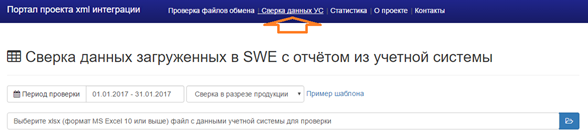 Портал проекта xml интеграции Проверка файлов обмена | Сверка данных УС | Статистика | О проекте | Контакты
Сверка данных загруженных в SWE с отчётом из учетной системы
Период проверки 01.01.2017 - 31.01.2017 Сверка в разрезе продукции Пример шаблона
Выберите xlsx (формат MS Excel 10 или выше) файл с данными учетной системы для проверки